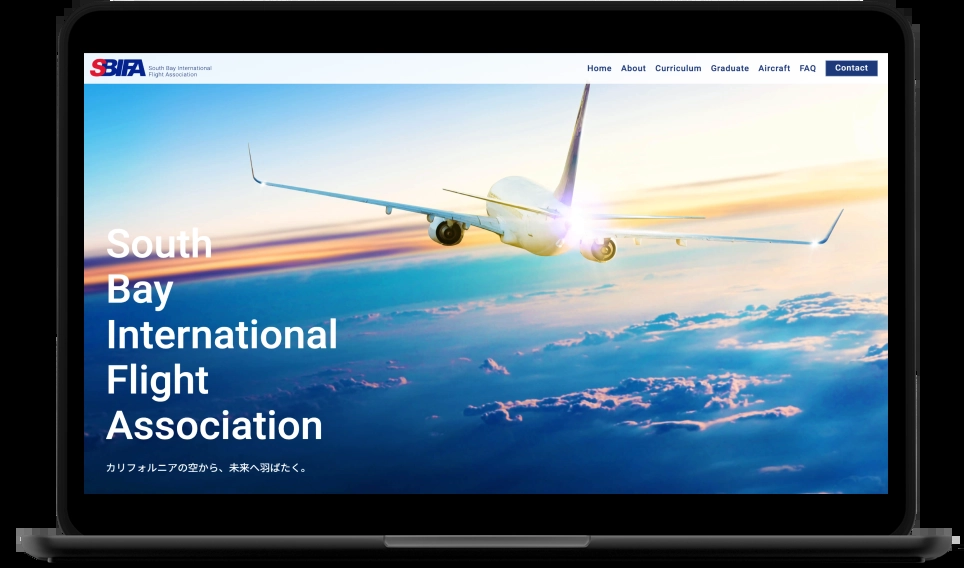 SBIFA South Bay International
Flight Association
Home About Curriculum Graduate Aircraft FAQ Contact
South
Bay
International
Flight
Association
カリフォルニアの空から、未来へ羽ばたく。